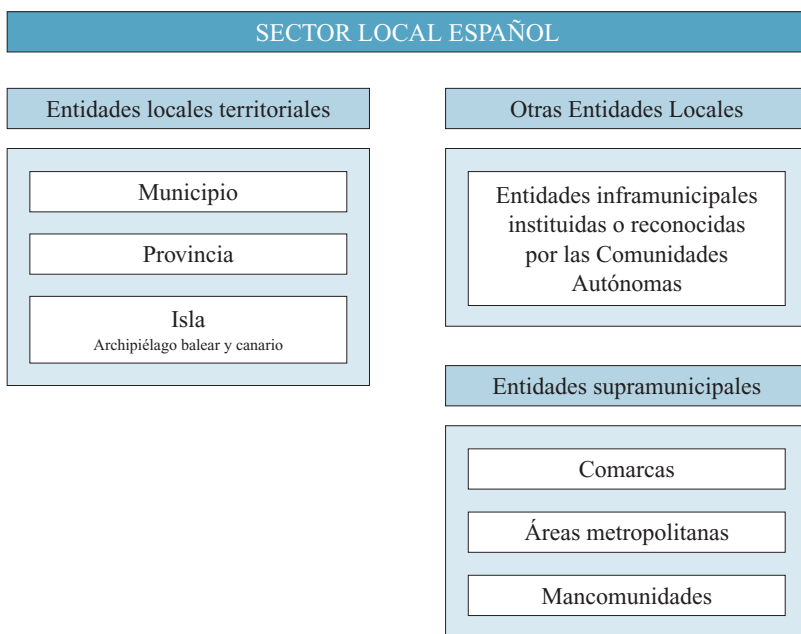 SECTOR LOCAL ESPAÑOL
Entidades locales territoriales
Municipio
Provincia
Isla
Archipiélago balear y canario
Otras Entidades Locales
Entidades inframunicipales
instituidas o reconocidas
por las Comunidades
Autónomas
Entidades supramunicipales
Comarcas
Áreas metropolitanas
Mancomunidades